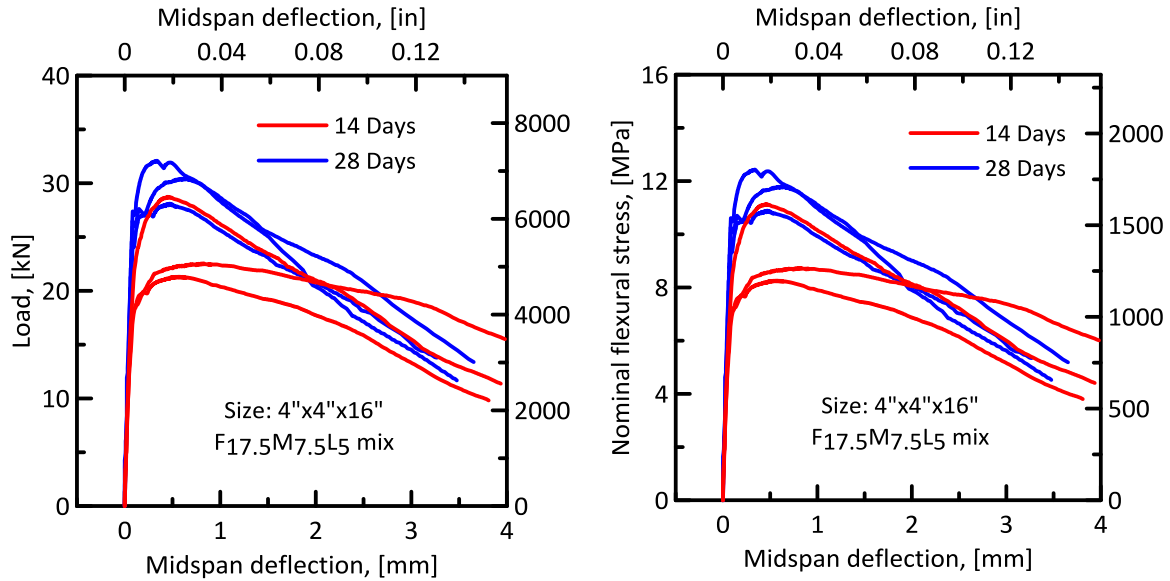 Midspan deflection, [in]
0 0.04 0.08 0.12
Load, [kN]
40
30
20
10
0
8000
6000
4000
2000
0
14 Days
28 Days
Size: 4"x4"x16"
F17.5M7.5L5 mix
0 1 2 3 4
Midspan deflection, [mm]
Midspan deflection, [in]
0 0.04 0.08 0.12
Nominal flexural stress, [MPa]
16
12
8
4
0
2000
1500
1000
500
0
14 Days
28 Days
Size: 4"x4"x16"
F17.5M7.5L5 mix
0 1 2 3 4
Midspan deflection, [mm]